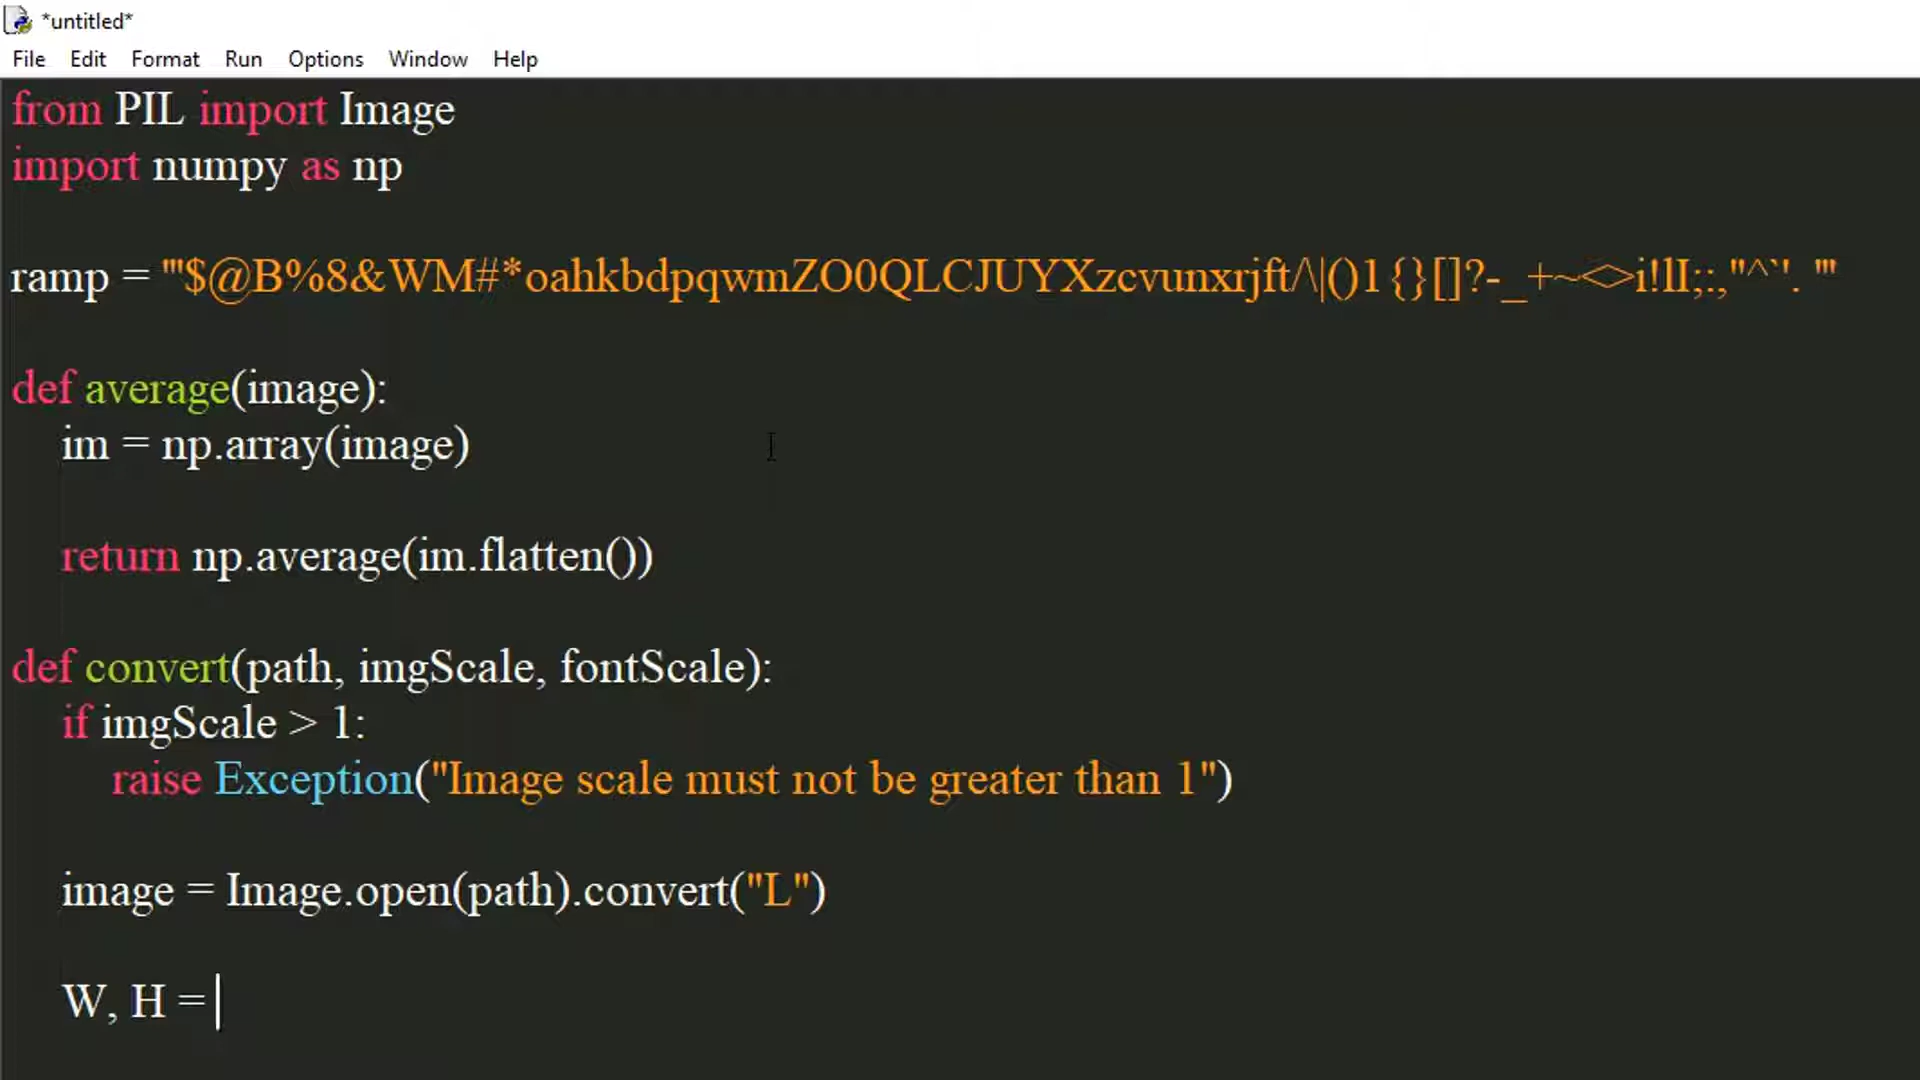 *untitled*
File Edit Format Run Options Window Help
from PIL import Image
import numpy as np
ramp = '''$@B%8&WM#*oahkbdpqwmZO0QLCJUYXzcvunxrjft/\|()1{}[]?-_+~<>i!lI;:,"^`'. '''
def average(image):
    im = np.array(image)
    return np.average(im.flatten())
def convert(path, imgScale, fontScale):
    if imgScale > 1:
        raise Exception("Image scale must not be greater than 1")
    image = Image.open(path).convert("L")
    W, H =